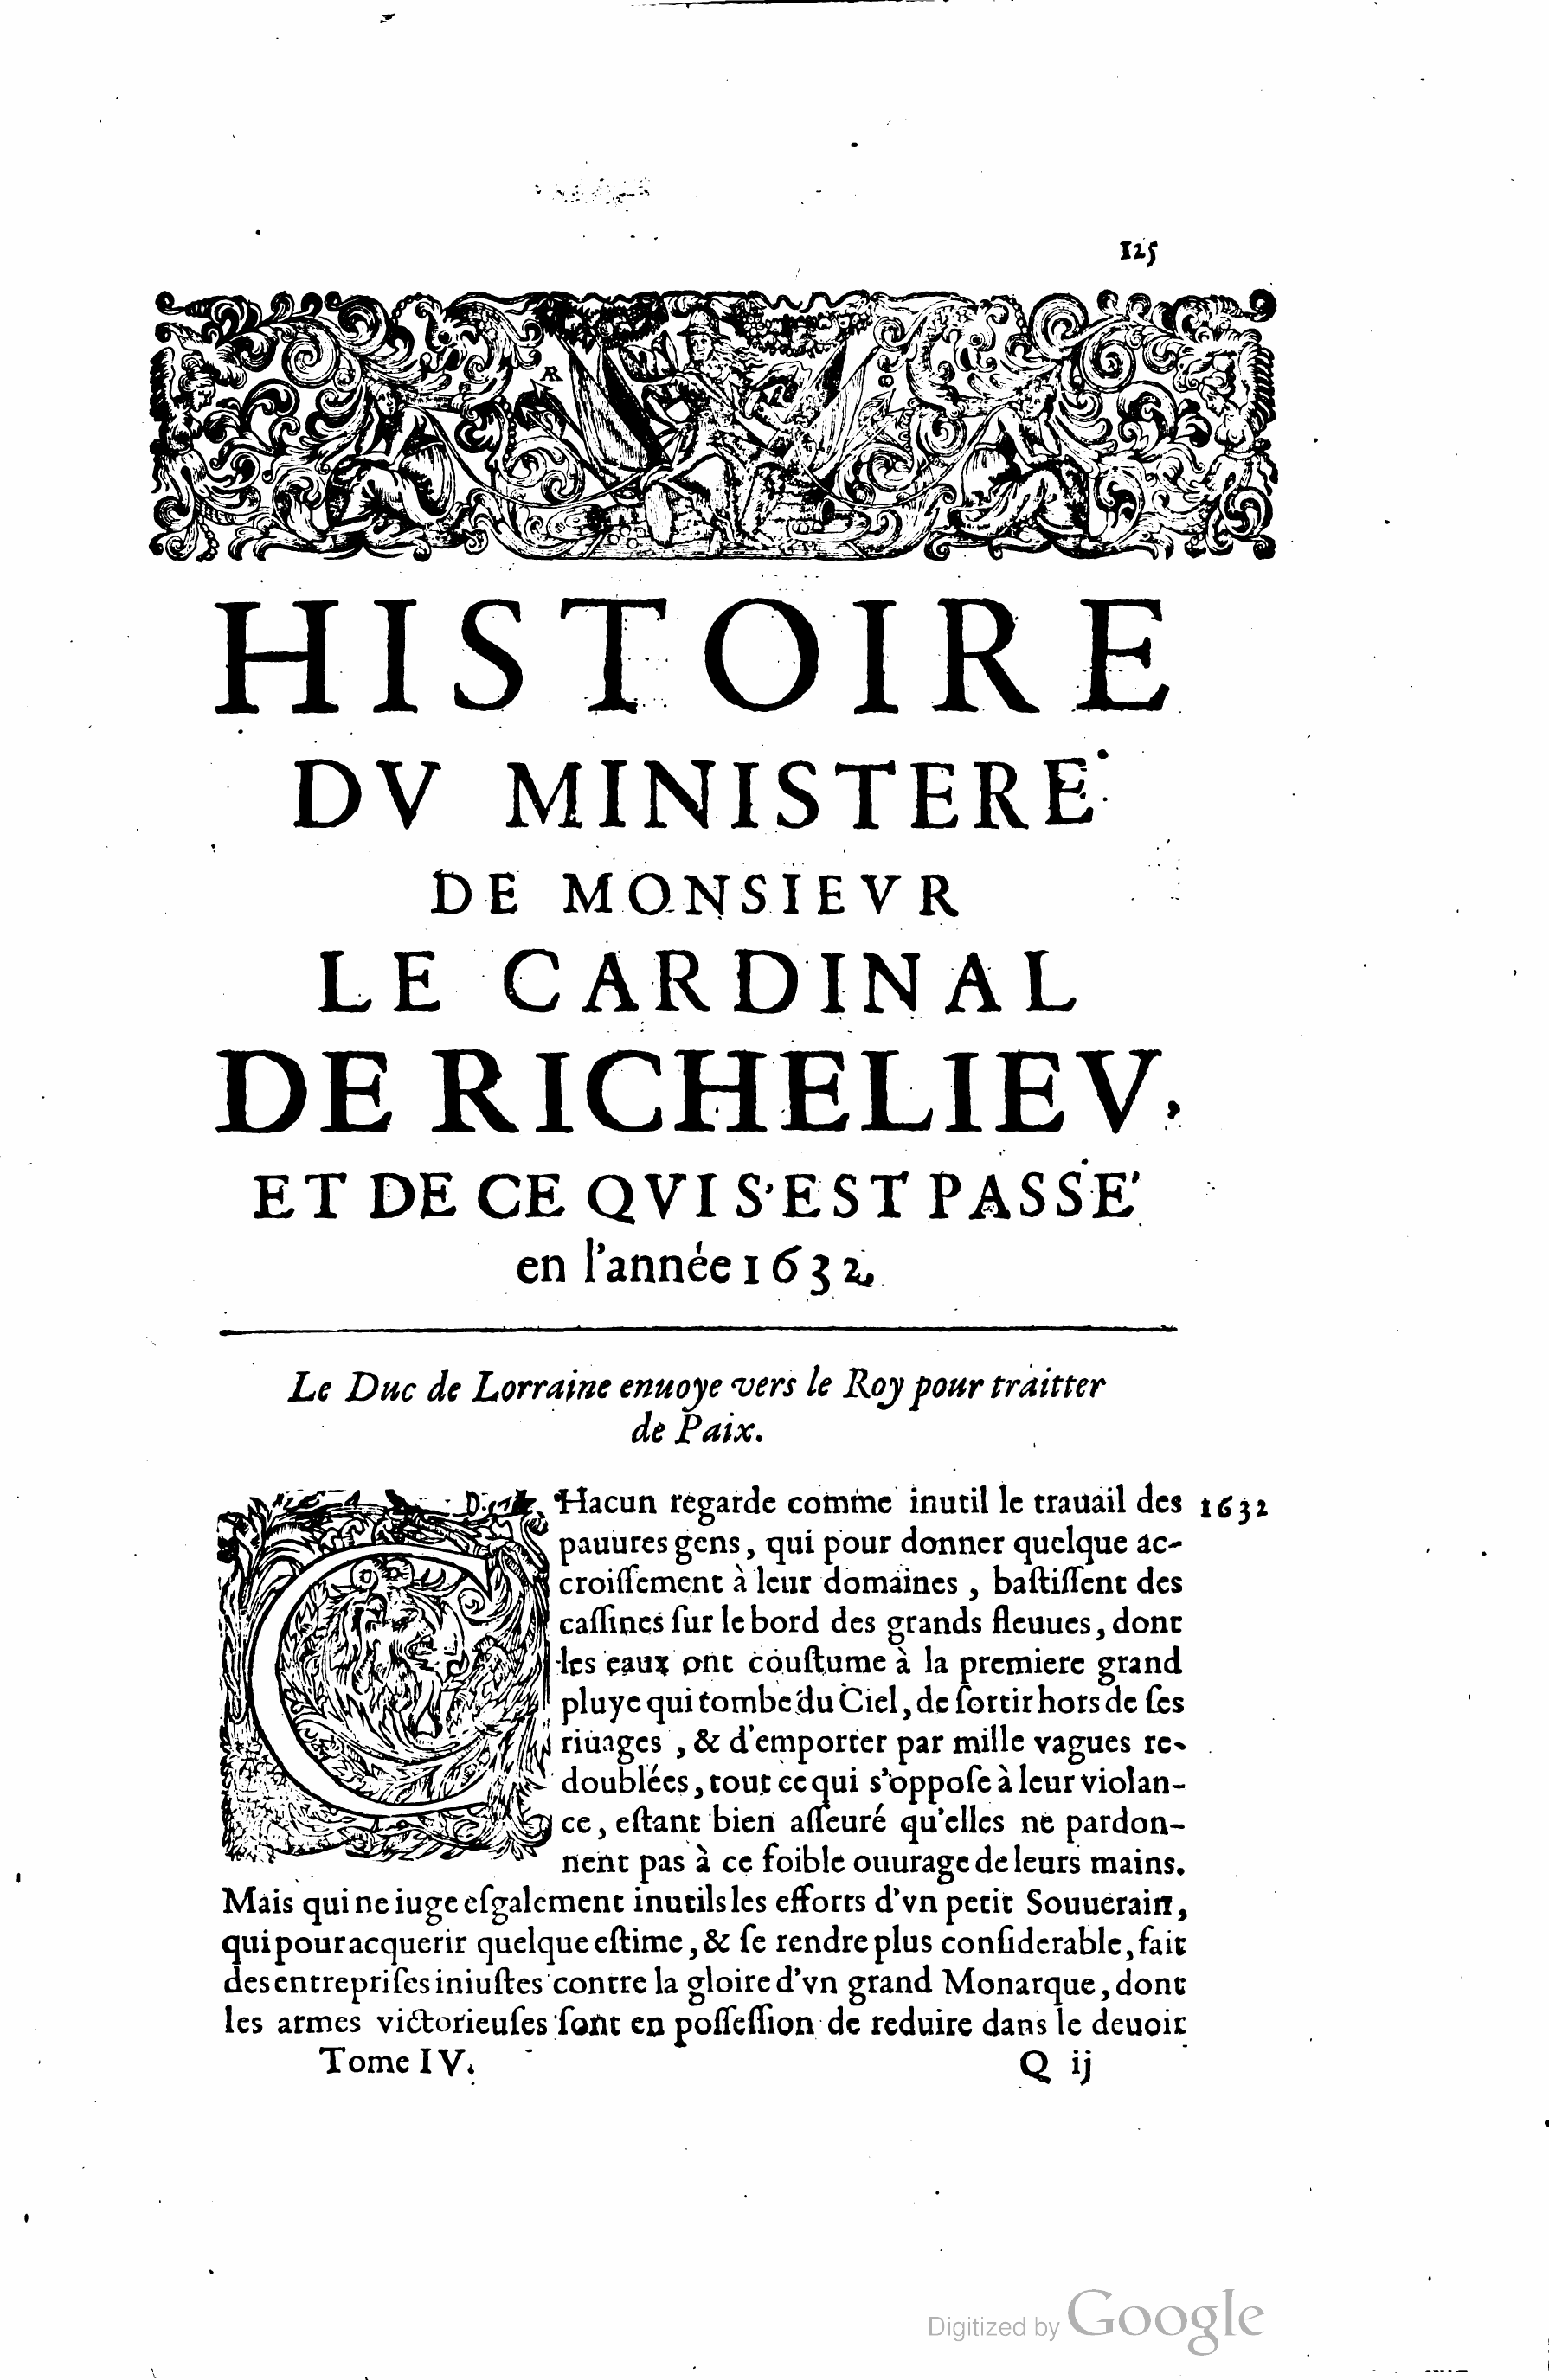 125
HISTOIRE
DV MINISTERE
DE MONSIEVR
LE CARDINAL
DE RICHELIEV,
ET DE CE QVI S'EST PASSE'
en l'année 1632.
Le Duc de Lorraine enuoye vers le Roy pour traitter
de Paix.
CHacun regarde comme inutil le trauail des 1632
pauures gens, qui pour donner quelque ac-
croiſſement à leur domaines, baſtiſſent des
caſſines ſur le bord des grands fleuues, dont
les eaux ont couſtume à la premiere grand
pluye qui tombe du Ciel, de ſortir hors de ſes
riuages, & d'emporter par mille vagues re-
doublées, tout ce qui s'oppoſe à leur violan-
ce, eſtant bien aſſeuré qu'elles ne pardon-
nent pas à ce foible ouurage de leurs mains.
Mais qui ne iuge eſgalement inutils les efforts d'vn petit Souuerain,
qui pour acquerir quelque eſtime, & ſe rendre plus conſiderable, fait
des entrepriſes iniuſtes contre la gloire d'vn grand Monarque, dont
les armes victorieuſes ſont en poſſeſſion de reduire dans le deuoir
Tome IV. Q ij
Digitized by Google